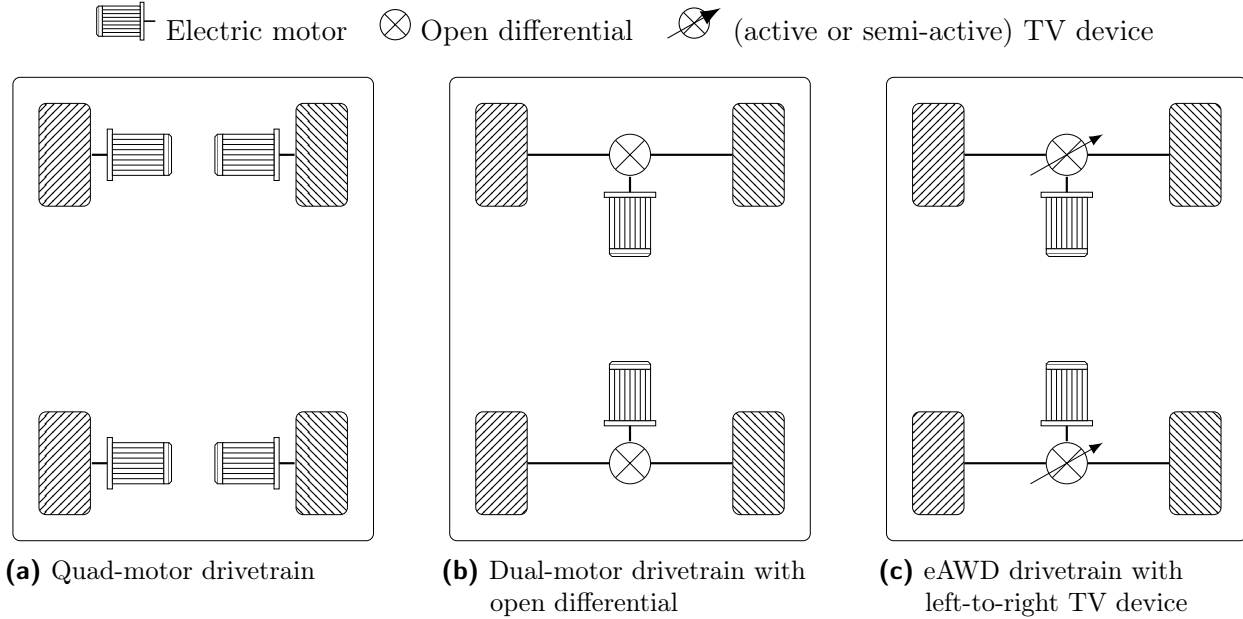 Electric motor Open differential (active or semi-active) TV device
(a) Quad-motor drivetrain
(b) Dual-motor drivetrain with
open differential
(c) eAWD drivetrain with
left-to-right TV device